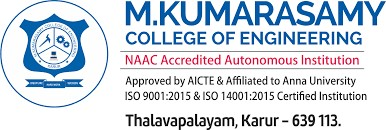 M.KUMARASAMY
COLLEGE OF ENGINEERING
NAAC Accredited Autonomous Institution
Approved by AICTE & Affiliated to Anna University
ISO 9001:2015 & ISO 14001:2015 Certified Institution
Thalavapalayam, Karur – 639 113.